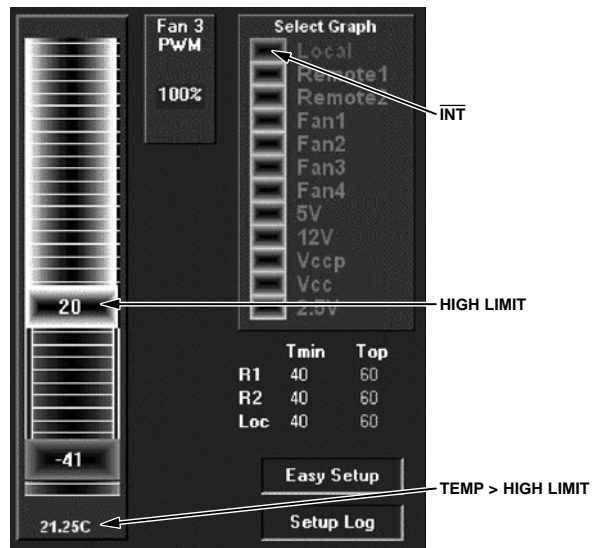 Fan 3
PWM
100%
Select Graph
Local
Remote1
Remote2
Fan1
Fan2
Fan3
Fan4
5V
12V
Vccp
Vcc
2.5V
INT
20
HIGH LIMIT
Tmin Top
R1 40 60
R2 40 60
Loc 40 60
-41
Easy Setup
TEMP > HIGH LIMIT
21.25C
Setup Log